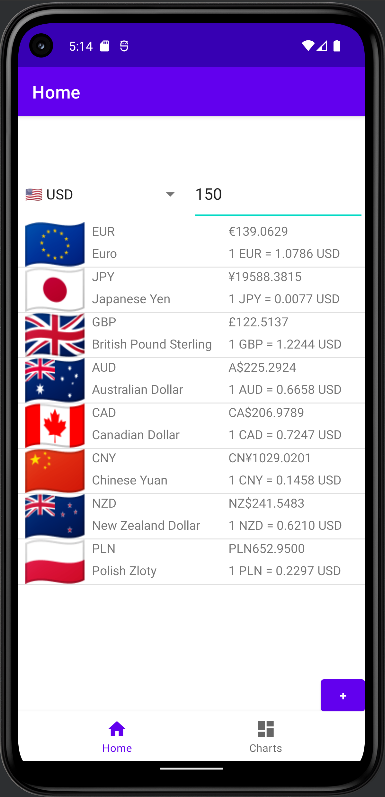 5:14
Home
🇺🇸 USD 150
EUR €139.0629
Euro 1 EUR = 1.0786 USD
JPY ¥19588.3815
Japanese Yen 1 JPY = 0.0077 USD
GBP £122.5137
British Pound Sterling 1 GBP = 1.2244 USD
AUD A$225.2924
Australian Dollar 1 AUD = 0.6658 USD
CAD CA$206.9789
Canadian Dollar 1 CAD = 0.7247 USD
CNY CN¥1029.0201
Chinese Yuan 1 CNY = 0.1458 USD
NZD NZ$241.5483
New Zealand Dollar 1 NZD = 0.6210 USD
PLN PLN652.9500
Polish Zloty 1 PLN = 0.2297 USD
+
Home Charts